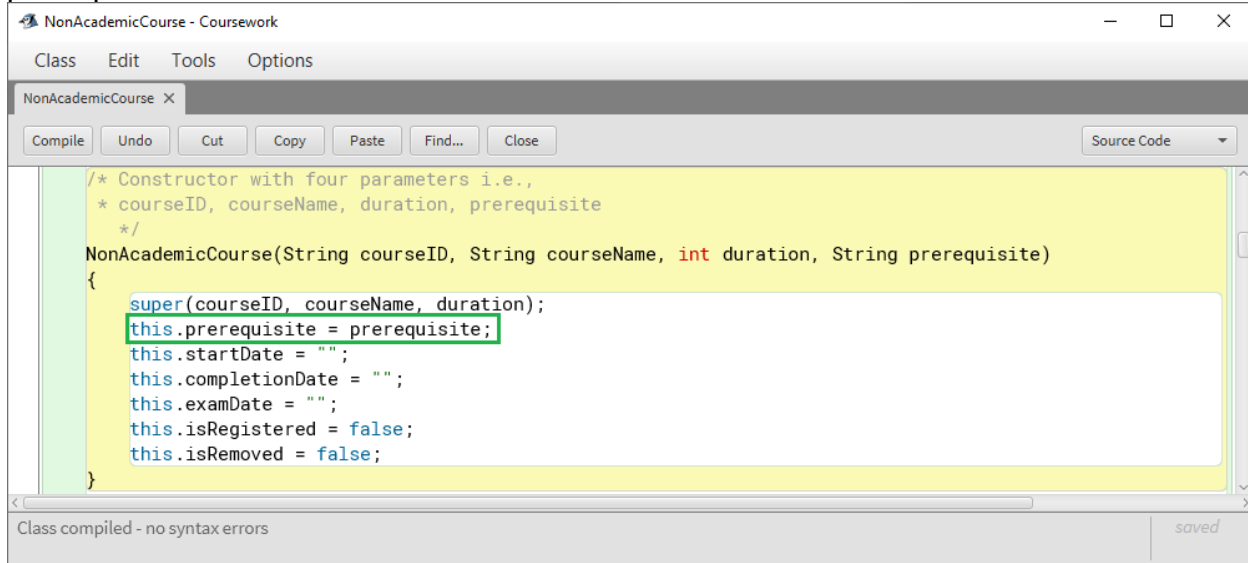 NonAcademicCourse - Coursework
Class Edit Tools Options
NonAcademicCourse X
Compile Undo Cut Copy Paste Find... Close Source Code
/* Constructor with four parameters i.e.,
* courseID, courseName, duration, prerequisite
*/
NonAcademicCourse(String courseID, String courseName, int duration, String prerequisite)
{
super(courseID, courseName, duration);
this.prerequisite = prerequisite;
this.startDate = "";
this.completionDate = "";
this.examDate = "";
this.isRegistered = false;
this.isRemoved = false;
}
Class compiled - no syntax errors
saved